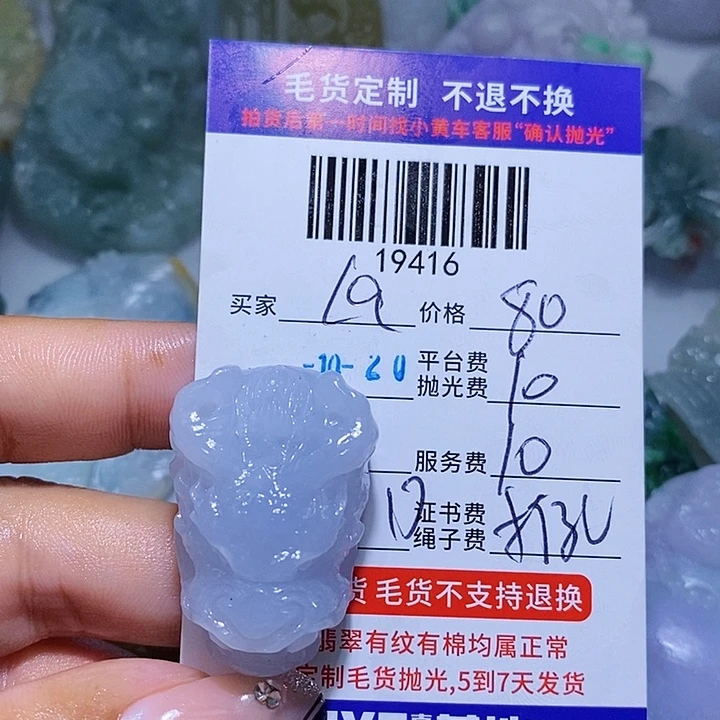 毛货定制 不退不换
拍货后第一时间找小黄车客服“确认抛光”
19416
买家 19 价格 80
-10-20 平台费
抛光费 10
服务费 10
证书费
绳子费 打孔
货 毛货不支持退换
翡翠有纹有棉均属正常
定制毛货抛光,5到7天发货